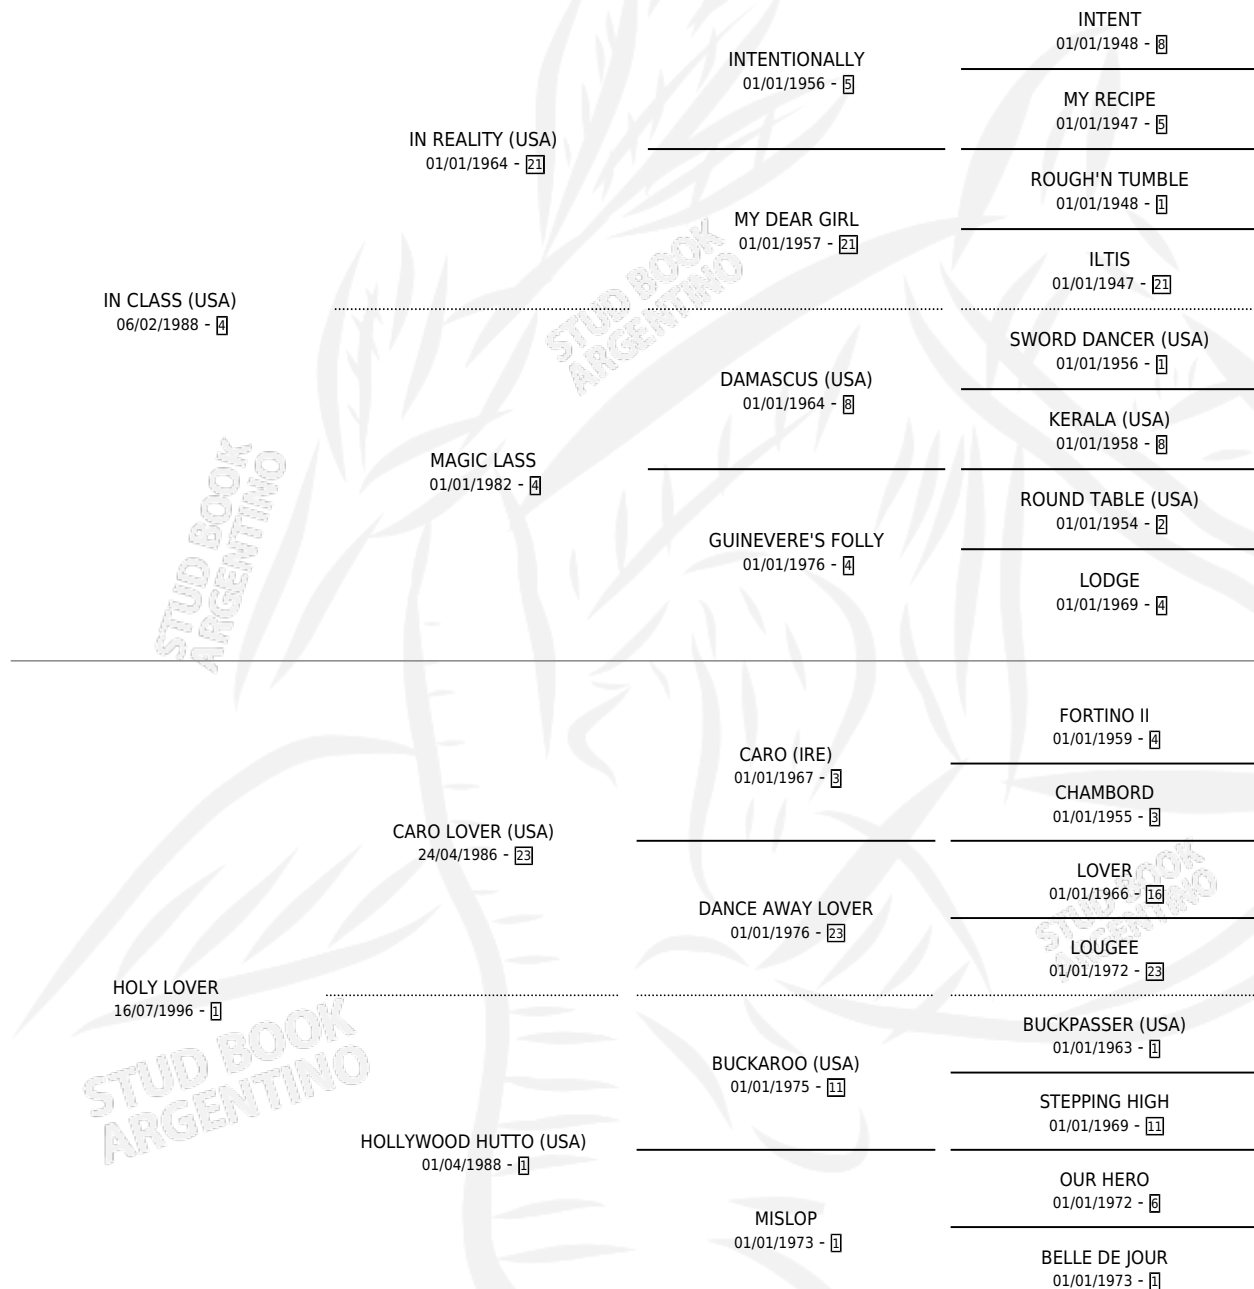 INTENT
01/01/1948 - 8
INTENTIONALLY
01/01/1956 - 5
MY RECIPE
01/01/1947 - 5
IN REALITY (USA)
01/01/1964 - 21
ROUGH'N TUMBLE
01/01/1948 - 1
MY DEAR GIRL
01/01/1957 - 21
ILTIS
01/01/1947 - 21
IN CLASS (USA)
06/02/1988 - 4
SWORD DANCER (USA)
01/01/1956 - 1
DAMASCUS (USA)
01/01/1964 - 8
KERALA (USA)
01/01/1958 - 8
MAGIC LASS
01/01/1982 - 4
ROUND TABLE (USA)
01/01/1954 - 2
GUINEVERE'S FOLLY
01/01/1976 - 4
LODGE
01/01/1969 - 4
FORTINO II
01/01/1959 - 4
CARO (IRE)
01/01/1967 - 3
CHAMBORD
01/01/1955 - 3
CARO LOVER (USA)
24/04/1986 - 23
LOVER
01/01/1966 - 16
DANCE AWAY LOVER
01/01/1976 - 23
LOUGEE
01/01/1972 - 23
HOLY LOVER
16/07/1996 - 1
BUCKPASSER (USA)
01/01/1963 - 1
BUCKAROO (USA)
01/01/1975 - 11
STEPPING HIGH
01/01/1969 - 11
HOLLYWOOD HUTTO (USA)
01/04/1988 - 1
OUR HERO
01/01/1972 - 6
MISLOP
01/01/1973 - 1
BELLE DE JOUR
01/01/1973 - 1
STUD BOOK
ARGENTINO
STUD BOOK
ARGENTINO
STUD BOOK
ARGENTINO
STUD BOOK
ARGENTINO